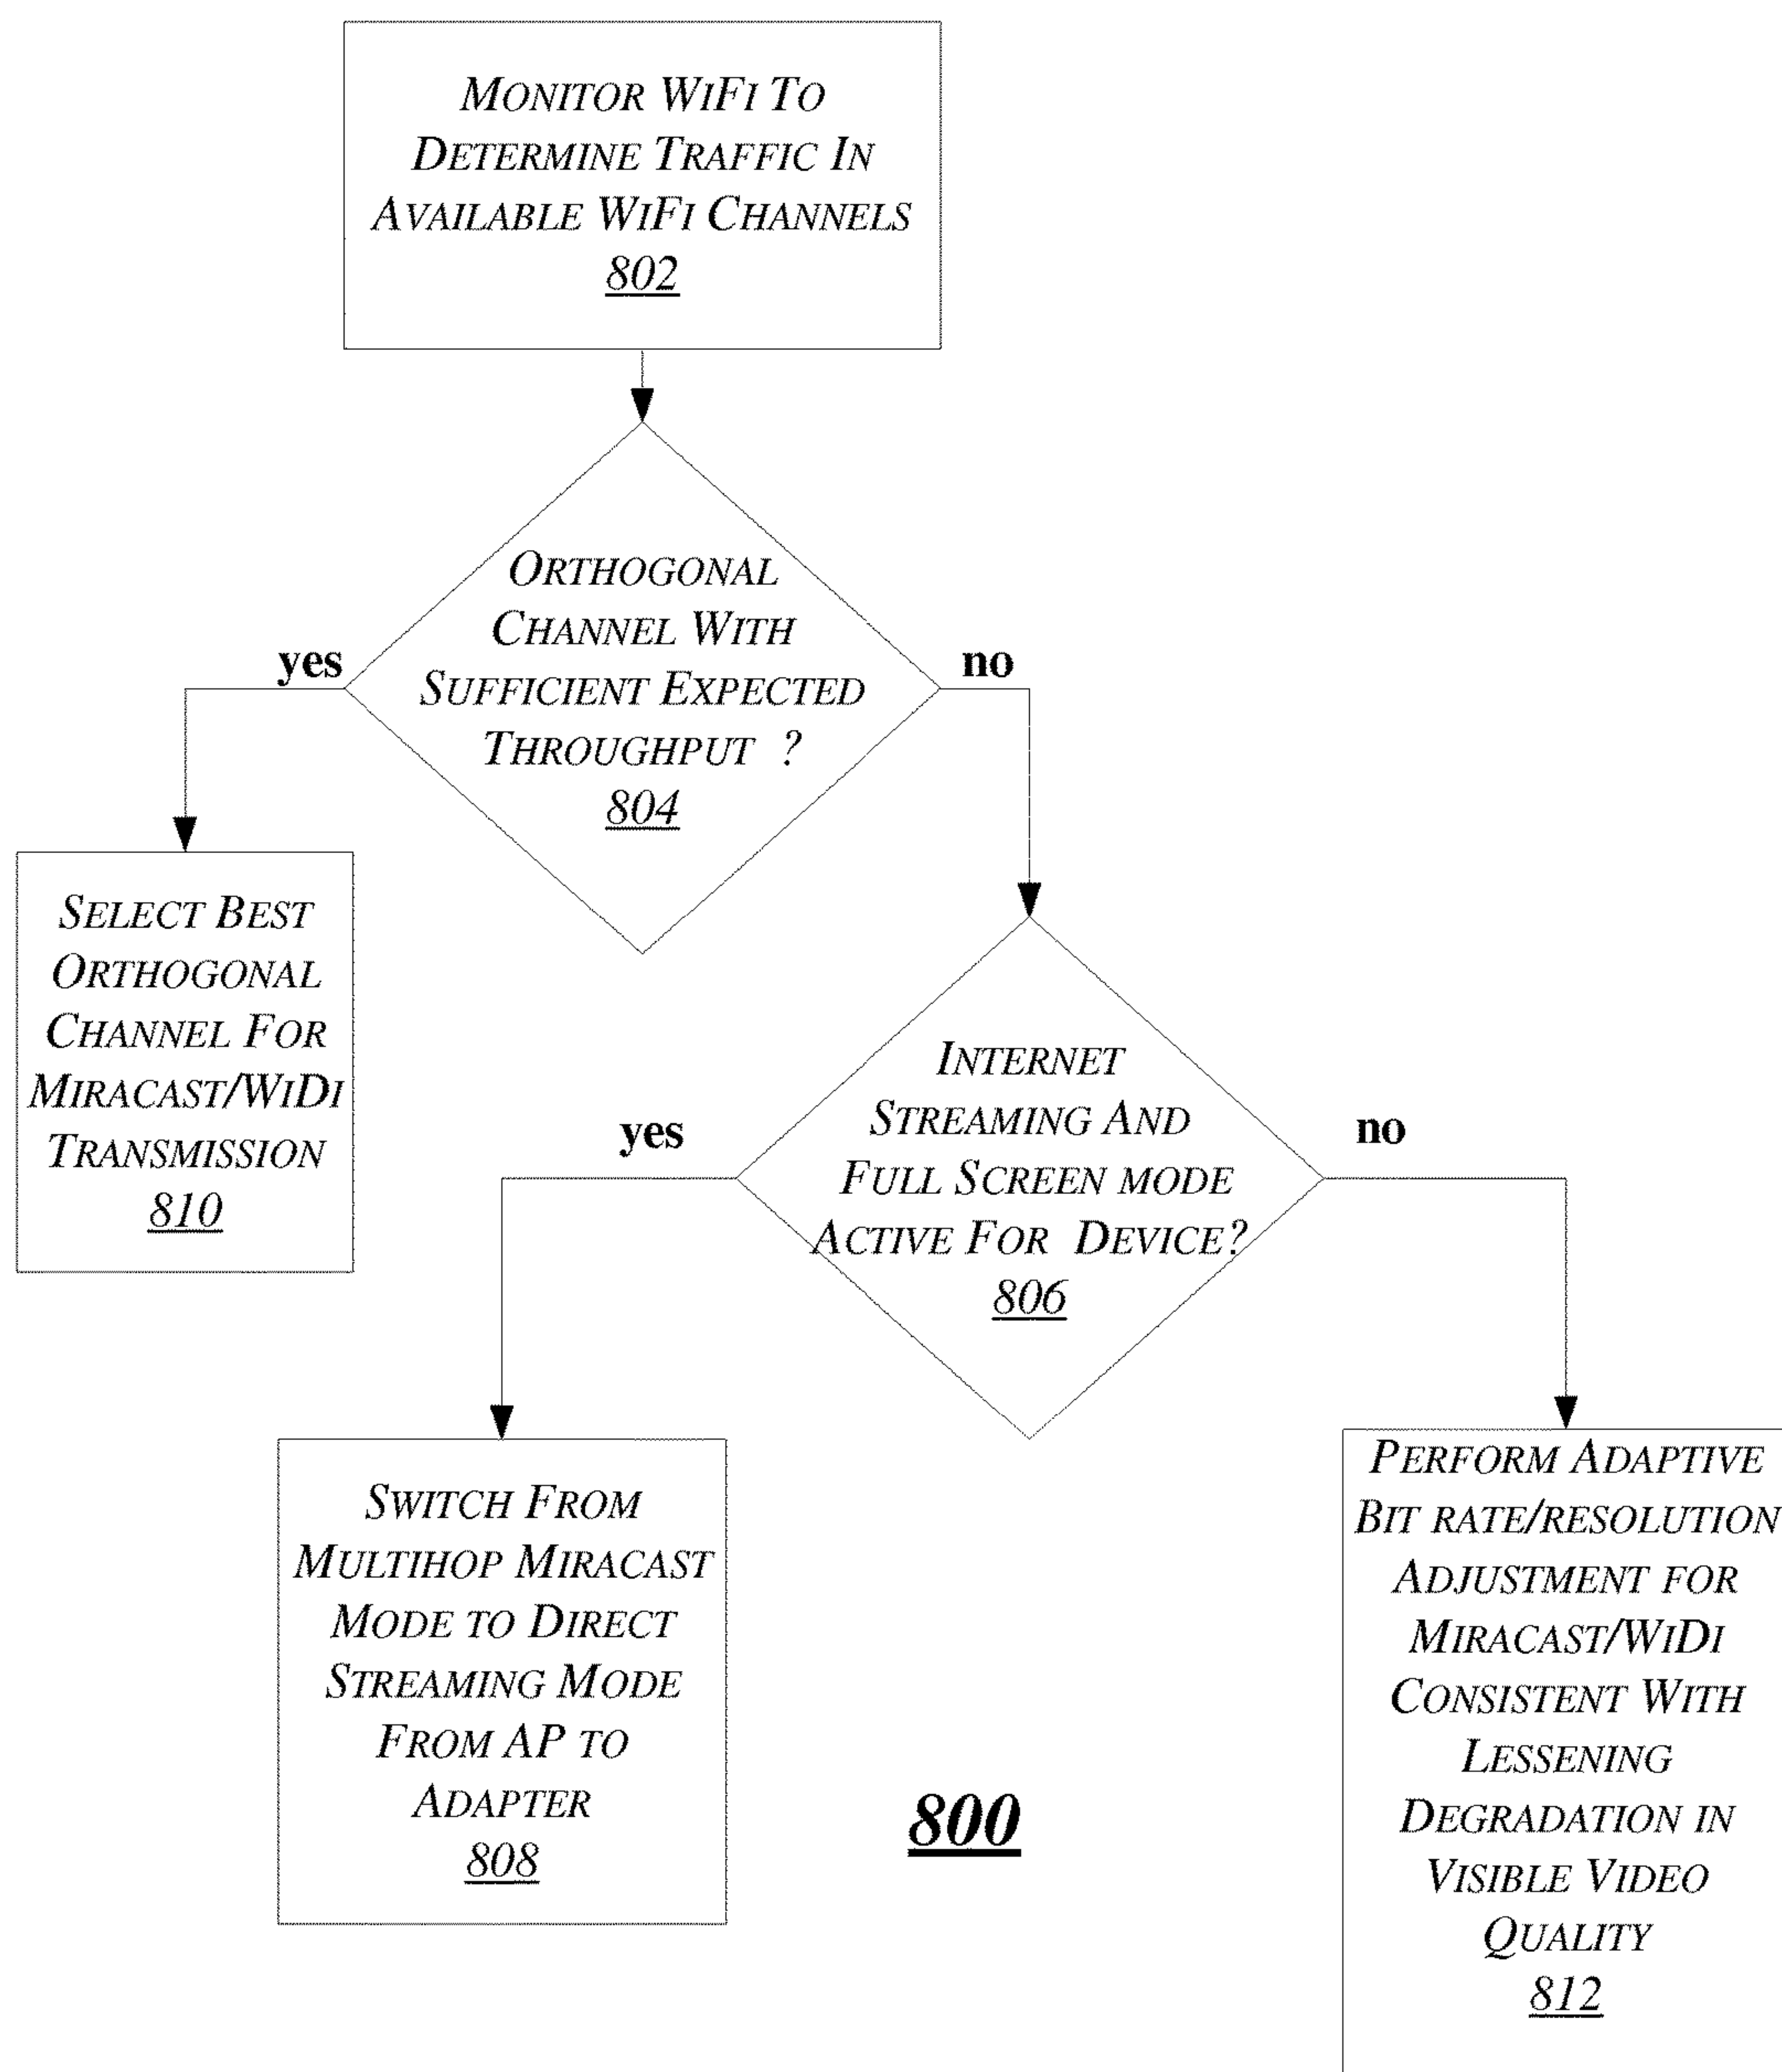 MONITOR WIFI TO
DETERMINE TRAFFIC IN
AVAILABLE WIFI CHANNELS
802
ORTHOGONAL
CHANNEL WITH
SUFFICIENT EXPECTED
THROUGHPUT ?
804
yes
no
SELECT BEST
ORTHOGONAL
CHANNEL FOR
MIRACAST/WIDI
TRANSMISSION
810
INTERNET
STREAMING AND
FULL SCREEN MODE
ACTIVE FOR DEVICE?
806
yes
no
SWITCH FROM
MULTIHOP MIRACAST
MODE TO DIRECT
STREAMING MODE
FROM AP TO
ADAPTER
808
PERFORM ADAPTIVE
BIT RATE/RESOLUTION
ADJUSTMENT FOR
MIRACAST/WIDI
CONSISTENT WITH
LESSENING
DEGRADATION IN
VISIBLE VIDEO
QUALITY
812
800